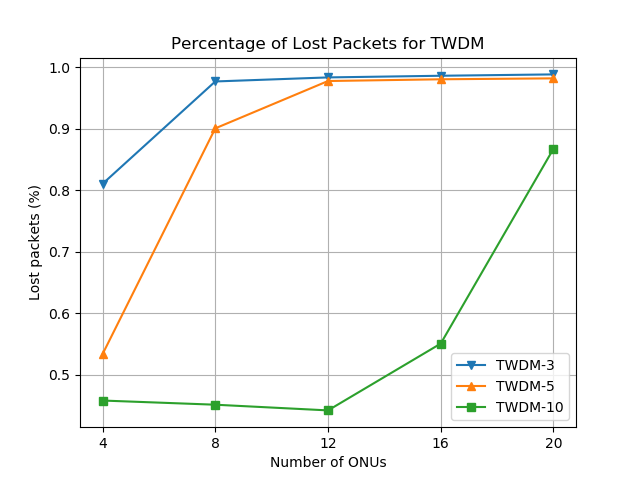 Percentage of Lost Packets for TWDM
1.0
0.9
0.8
0.7
0.6
0.5
Lost packets (%)
4
8
12
16
20
Number of ONUs
TWDM-3
TWDM-5
TWDM-10